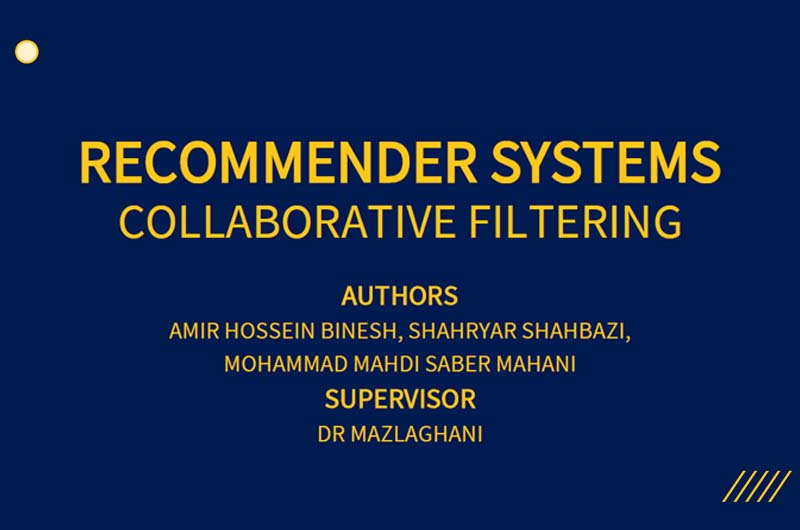 RECOMMENDER SYSTEMS
COLLABORATIVE FILTERING
AUTHORS
AMIR HOSSEIN BINESH, SHAHRYAR SHAHBAZI,
MOHAMMAD MAHDI SABER MAHANI
SUPERVISOR
DR MAZLAGHANI